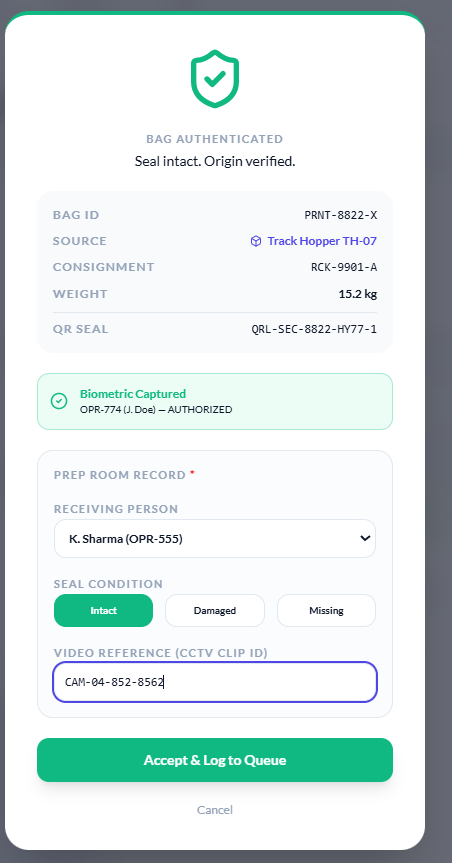 BAG AUTHENTICATED
Seal intact. Origin verified.
BAG ID PRNT-8822-X
SOURCE Track Hopper TH-07
CONSIGNMENT RCK-9901-A
WEIGHT 15.2 kg
QR SEAL QRL-SEC-8822-HY77-1
Biometric Captured
OPR-774 (J. Doe) — AUTHORIZED
PREP ROOM RECORD *
RECEIVING PERSON
K. Sharma (OPR-555)
SEAL CONDITION
Intact Damaged Missing
VIDEO REFERENCE (CCTV CLIP ID)
CAM-04-852-8562
Accept & Log to Queue
Cancel